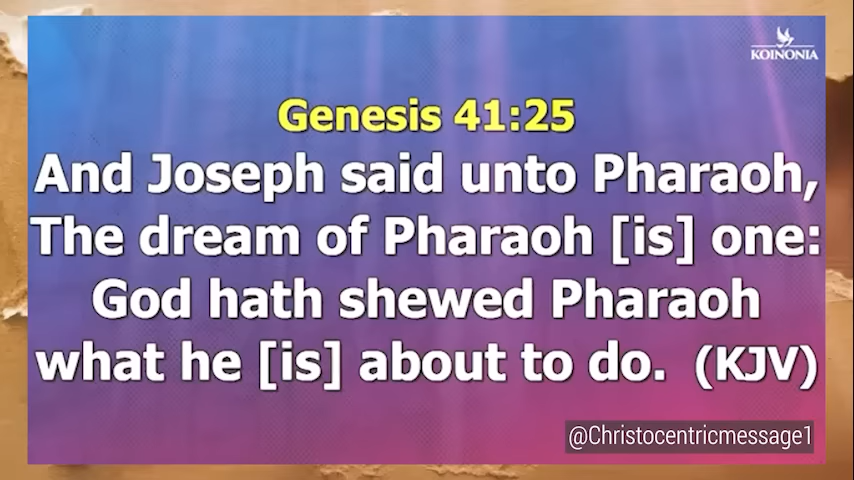 KOINONIA
Genesis 41:25
And Joseph said unto Pharaoh,
The dream of Pharaoh [is] one:
God hath shewed Pharaoh
what he [is] about to do. (KJV)
@Christocentricmessage1